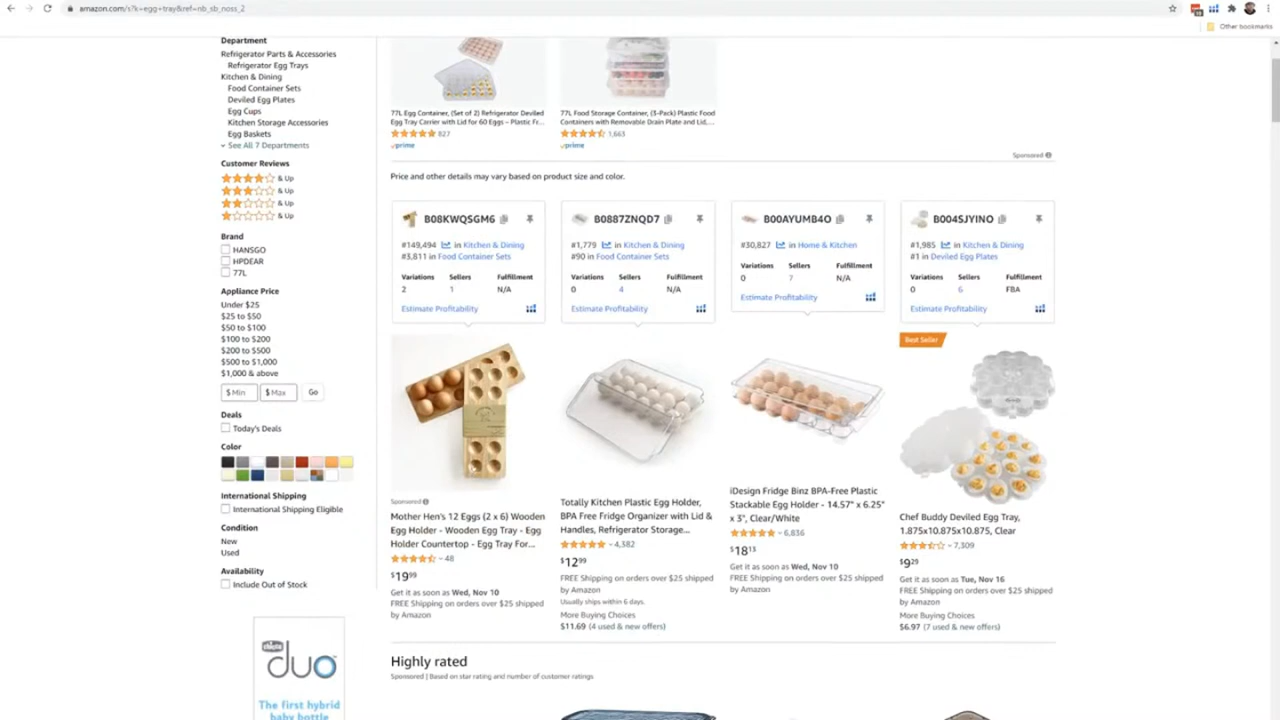 amazon.com/s?k=egg+tray&ref=nb_sb_noss_2
Other bookmarks
Department
Refrigerator Parts & Accessories
Refrigerator Egg Trays
Kitchen & Dining
Food Container Sets
Deviled Egg Plates
Egg Cups
Kitchen Storage Accessories
Egg Baskets
See All 7 Departments
Customer Reviews
& Up
& Up
& Up
& Up
Brand
HANSGO
HPDEAR
77L
Appliance Price
Under $25
$25 to $50
$50 to $100
$100 to $200
$200 to $500
$500 to $1,000
$1,000 & above
$ Min
$ Max
Go
Deals
Today's Deals
Color
International Shipping
International Shipping Eligible
Condition
New
Used
Availability
Include Out of Stock
chicco
duo
The first hybrid
baby bottle
77L Egg Container, (Set of 2) Refrigerator Deviled
Egg Tray Carrier with Lid for 60 Eggs – Plastic Fr...
827
prime
77L Food Storage Container, (3-Pack) Plastic Food
Containers with Removable Drain Plate and Lid,...
1,663
prime
Sponsored
Price and other details may vary based on product size and color.
B08KWQSGM6
#149,494 in Kitchen & Dining
#3,811 in Food Container Sets
Variations Sellers Fulfillment
2 1 N/A
Estimate Profitability
Sponsored
Mother Hen's 12 Eggs (2 x 6) Wooden
Egg Holder - Wooden Egg Tray - Egg
Holder Countertop - Egg Tray For...
48
$19.99
Get it as soon as Wed, Nov 10
FREE Shipping on orders over $25 shipped
by Amazon
B0887ZNQD7
#1,779 in Kitchen & Dining
#90 in Food Container Sets
Variations Sellers Fulfillment
0 4 N/A
Estimate Profitability
Totally Kitchen Plastic Egg Holder,
BPA Free Fridge Organizer with Lid &
Handles, Refrigerator Storage...
4,382
$12.99
FREE Shipping on orders over $25 shipped
by Amazon
Usually ships within 6 days.
More Buying Choices
$11.69 (4 used & new offers)
B00AYUMB4O
#30,827 in Home & Kitchen
Variations Sellers Fulfillment
0 7 N/A
Estimate Profitability
iDesign Fridge Binz BPA-Free Plastic
Stackable Egg Holder - 14.57" x 6.25"
x 3", Clear/White
6,836
$18.13
Get it as soon as Wed, Nov 10
FREE Shipping on orders over $25 shipped
by Amazon
B004SJYINO
#1,985 in Kitchen & Dining
#1 in Deviled Egg Plates
Variations Sellers Fulfillment
0 6 FBA
Estimate Profitability
Best Seller
Chef Buddy Deviled Egg Tray,
1.875x10.875x10.875, Clear
7,309
$9.29
Get it as soon as Tue, Nov 16
FREE Shipping on orders over $25 shipped
by Amazon
More Buying Choices
$6.97 (7 used & new offers)
Highly rated
Sponsored | Based on star rating and number of customer ratings